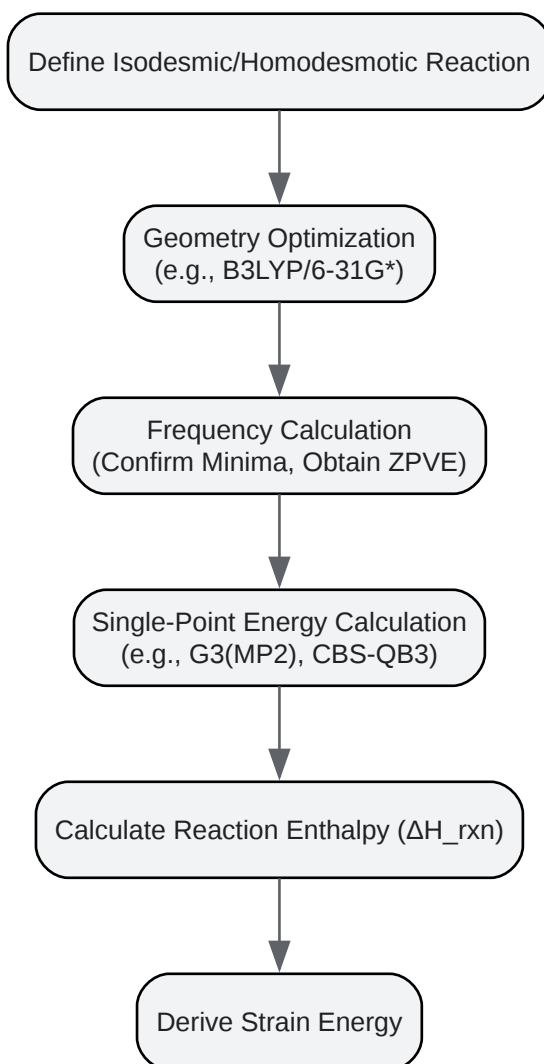 Define Isodesmic/Homodesmotic Reaction
Geometry Optimization
(e.g., B3LYP/6-31G*)
Frequency Calculation
(Confirm Minima, Obtain ZPVE)
Single-Point Energy Calculation
(e.g., G3(MP2), CBS-QB3)
Calculate Reaction Enthalpy (ΔH_rxn)
Derive Strain Energy